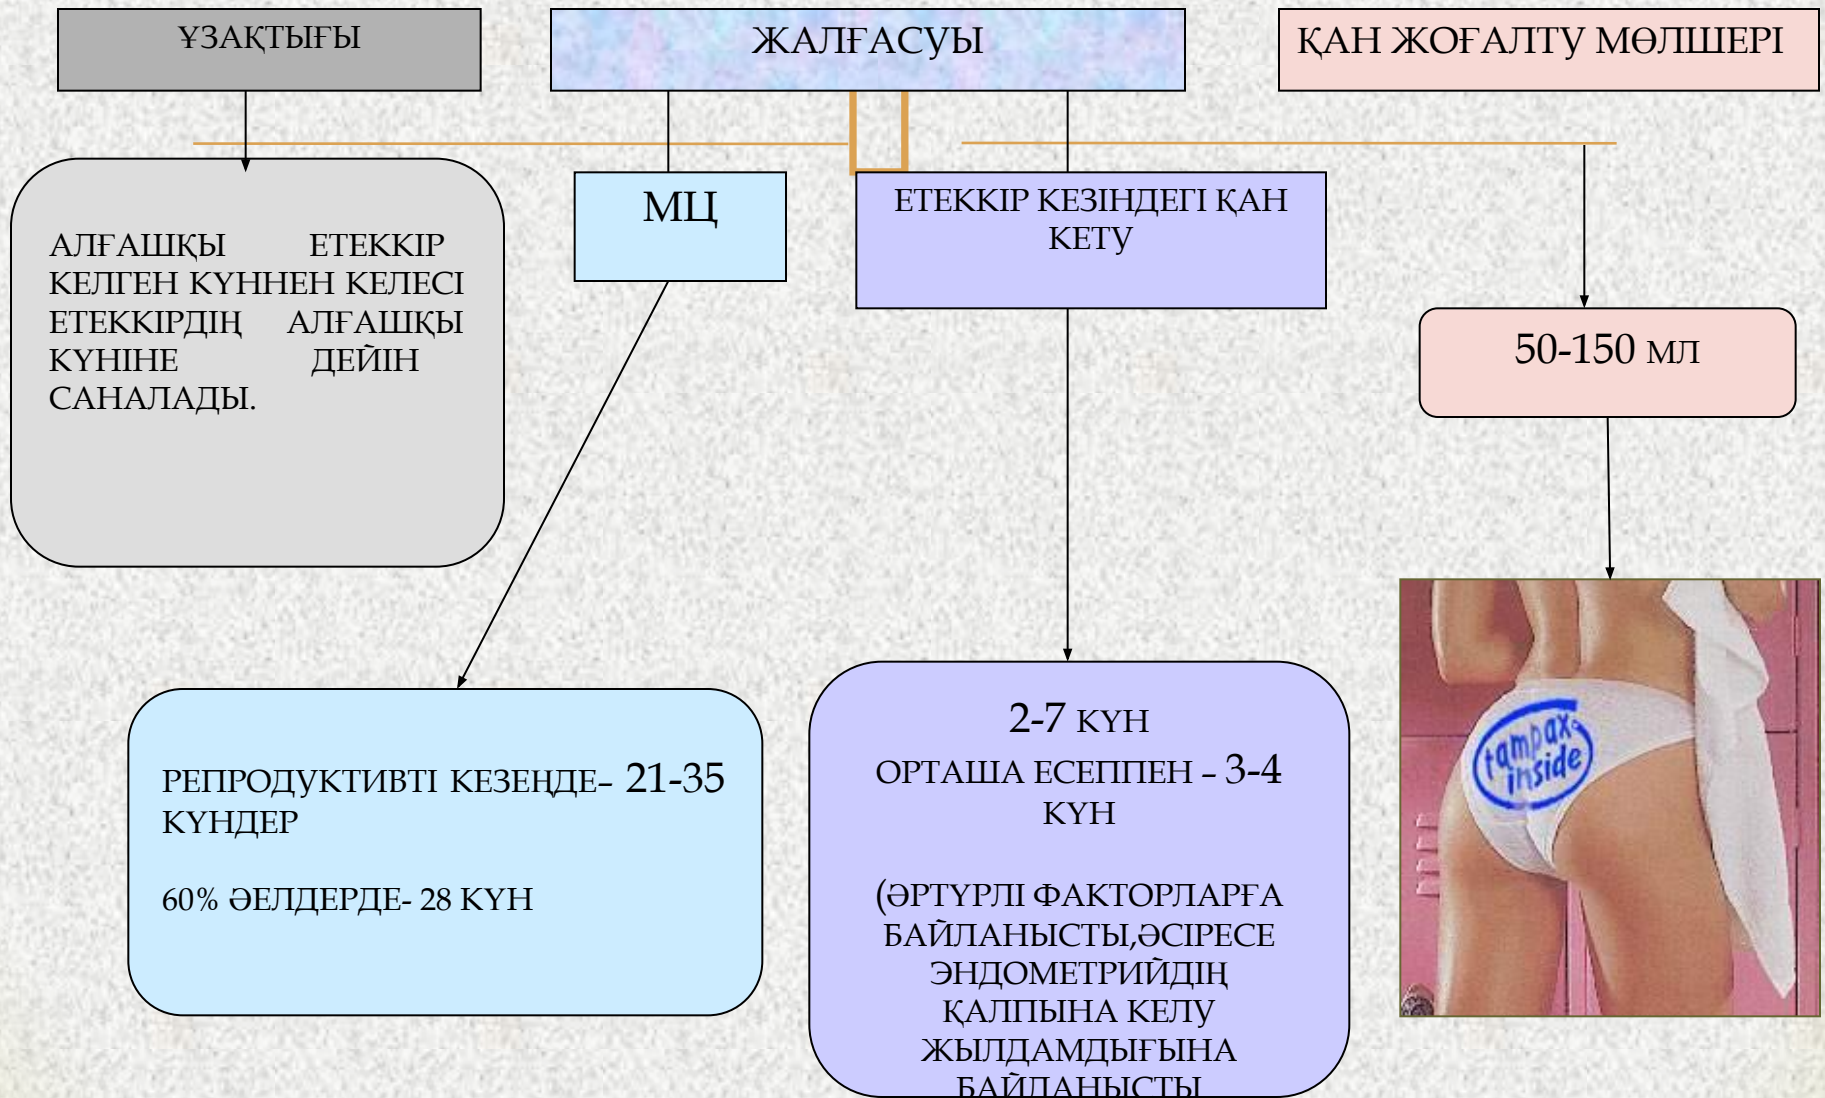 ҰЗАҚТЫҒЫ
ЖАЛҒАСУЫ
ҚАН ЖОҒАЛТУ МӨЛШЕРІ
АЛҒАШҚЫ ЕТЕККІР
КЕЛГЕН КҮННЕН КЕЛЕСІ
ЕТЕККІРДІҢ АЛҒАШҚЫ
КҮНІНЕ ДЕЙІН
САНАЛАДЫ.
МЦ
ЕТЕККІР КЕЗІНДЕГІ ҚАН
КЕТУ
50-150 МЛ
РЕПРОДУКТИВТІ КЕЗЕҢДЕ– 21-35
КҮНДЕР
60% ӘЕЛДЕРДЕ- 28 КҮН
2-7 КҮН
ОРТАША ЕСЕППЕН – 3-4
КҮН
(ӘРТҮРЛІ ФАКТОРЛАРҒА
БАЙЛАНЫСТЫ,ӘСІРЕСЕ
ЭНДОМЕТРИЙДІҢ
ҚАЛПЫНА КЕЛУ
ЖЫЛДАМДЫҒЫНА
БАЙЛАНЫСТЫ
tampax
inside